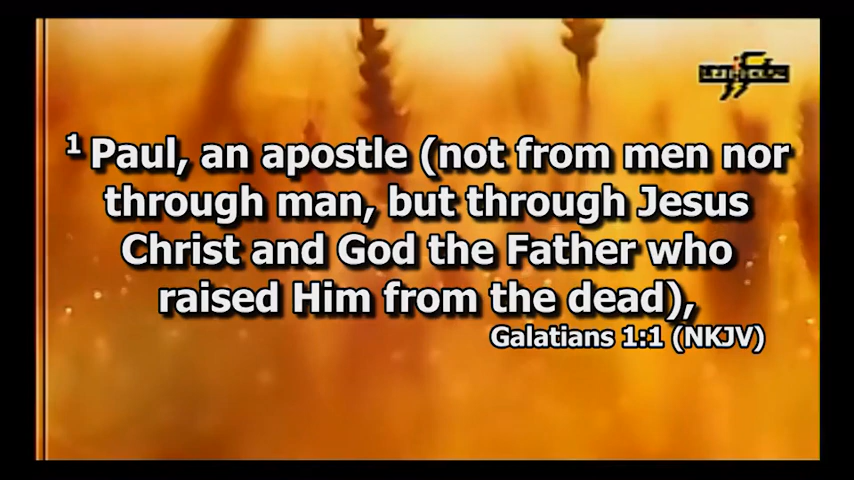 1 Paul, an apostle (not from men nor
through man, but through Jesus
Christ and God the Father who
raised Him from the dead),
Galatians 1:1 (NKJV)